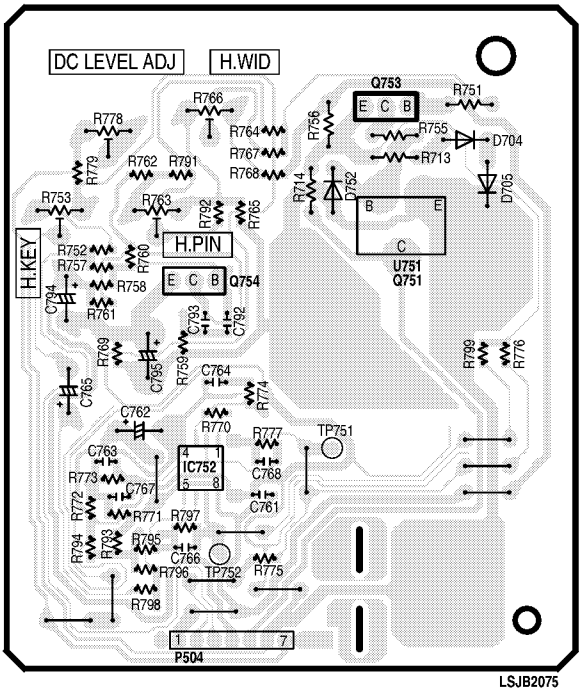 DC LEVEL ADJ
H.WID
Q753
E C B
R751
R766
R778
R756
R755
D704
R764
R767
R713
R779
R762
R791
R768
R714
D752
D705
R753
R763
R792
R765
B E
C
U751
Q751
H.KEY
H.PIN
R752
R757
R760
E C B
Q754
R758
C794
R761
C793
C792
R769
C795
R759
R799
R776
C765
C764
R774
C762
R770
TP751
R777
C763
4 1
IC752
5 8
R773
C768
C767
R772
C761
R771
R797
R794
R793
R795
C766
TP752
R796
R775
R798
1 7
P504
LSJB2075